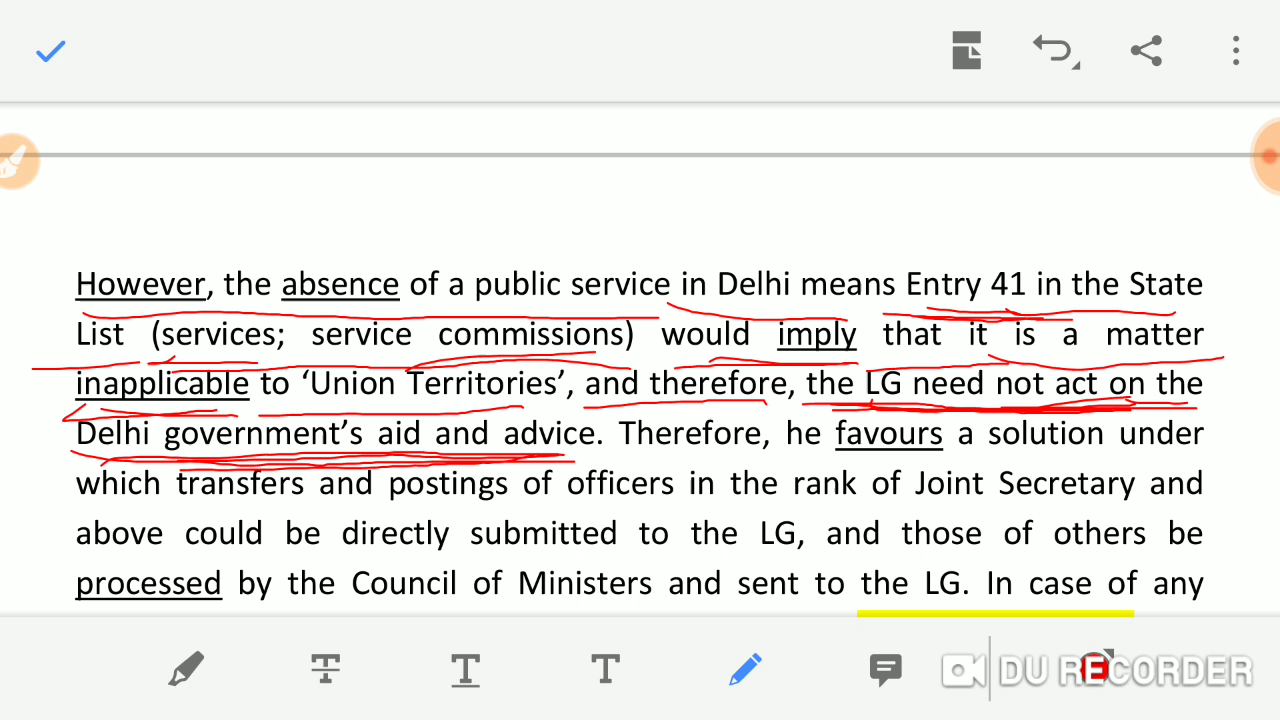 However, the absence of a public service in Delhi means Entry 41 in the State
List (services; service commissions) would imply that it is a matter
inapplicable to ‘Union Territories’, and therefore, the LG need not act on the
Delhi government’s aid and advice. Therefore, he favours a solution under
which transfers and postings of officers in the rank of Joint Secretary and
above could be directly submitted to the LG, and those of others be
processed by the Council of Ministers and sent to the LG. In case of any
T T T
DU RECORDER